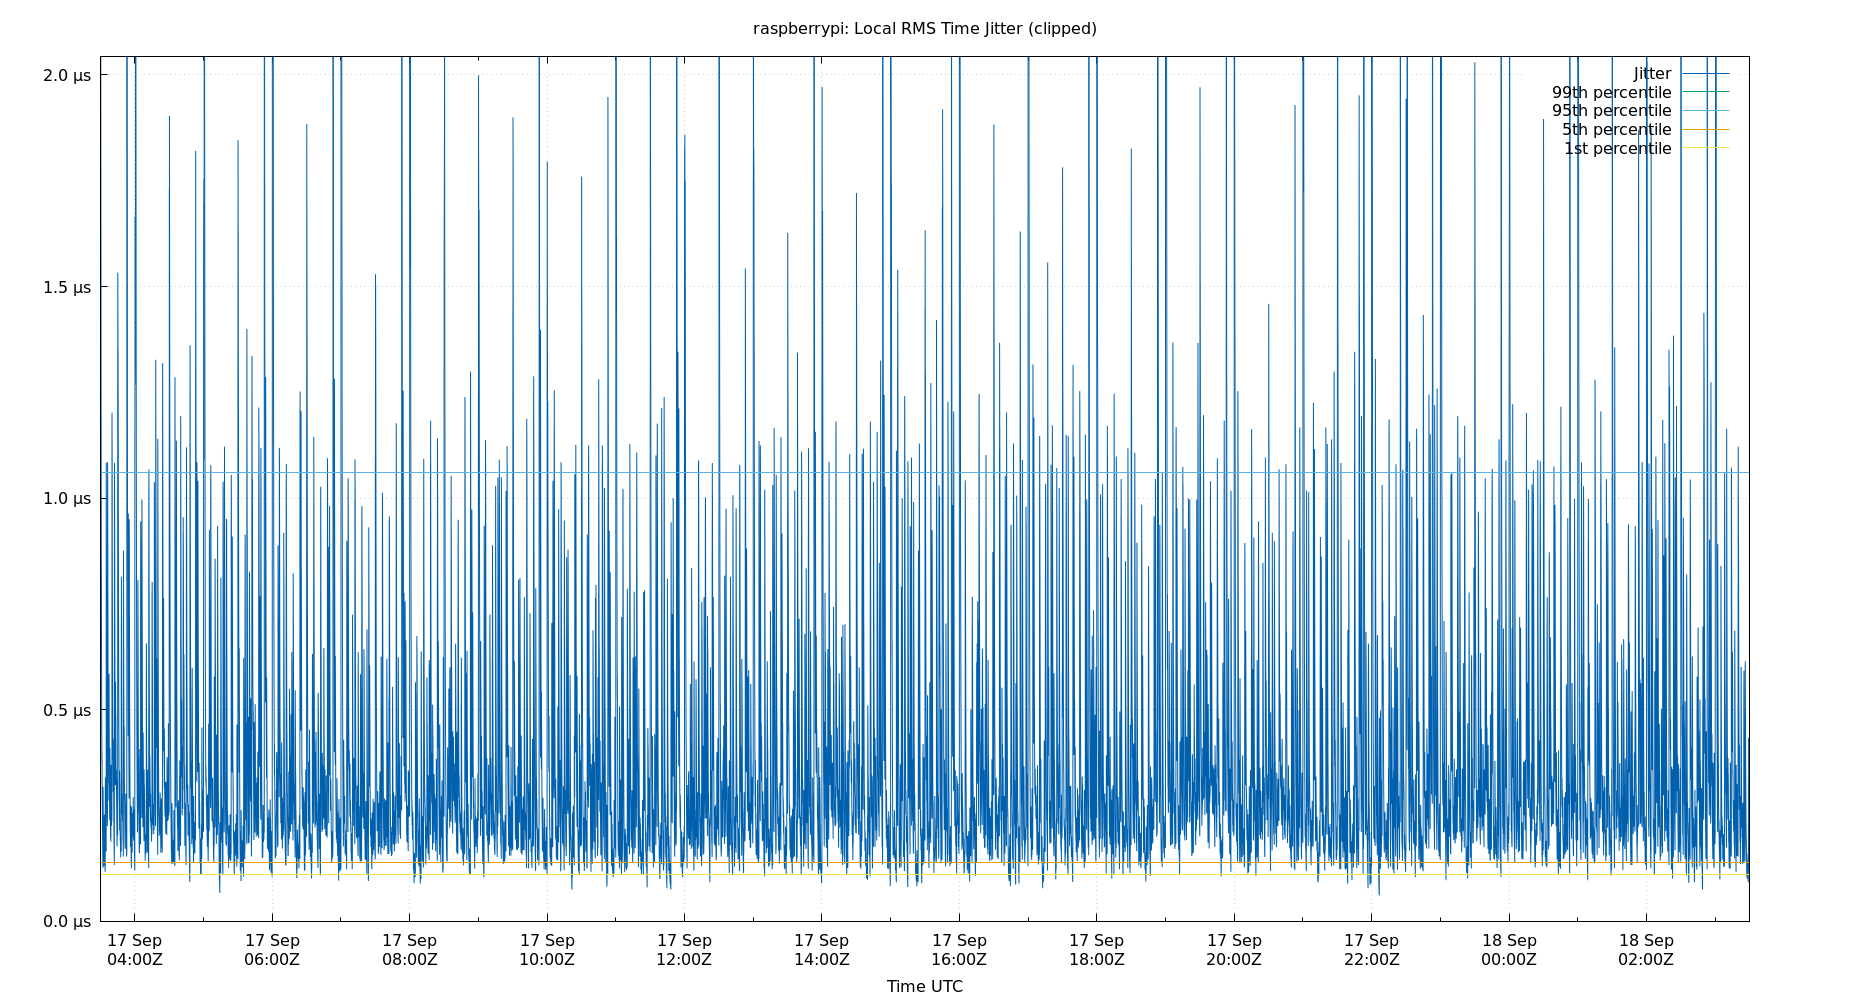 raspberrypi: Local RMS Time Jitter (clipped)
2.0 μs
1.5 μs
1.0 μs
0.5 μs
0.0 μs
Jitter
99th percentile
95th percentile
5th percentile
1st percentile
17 Sep 17 Sep 17 Sep 17 Sep 17 Sep 17 Sep 17 Sep 17 Sep 17 Sep 17 Sep 18 Sep 18 Sep
04:00Z 06:00Z 08:00Z 10:00Z 12:00Z 14:00Z 16:00Z 18:00Z 20:00Z 22:00Z 00:00Z 02:00Z
Time UTC